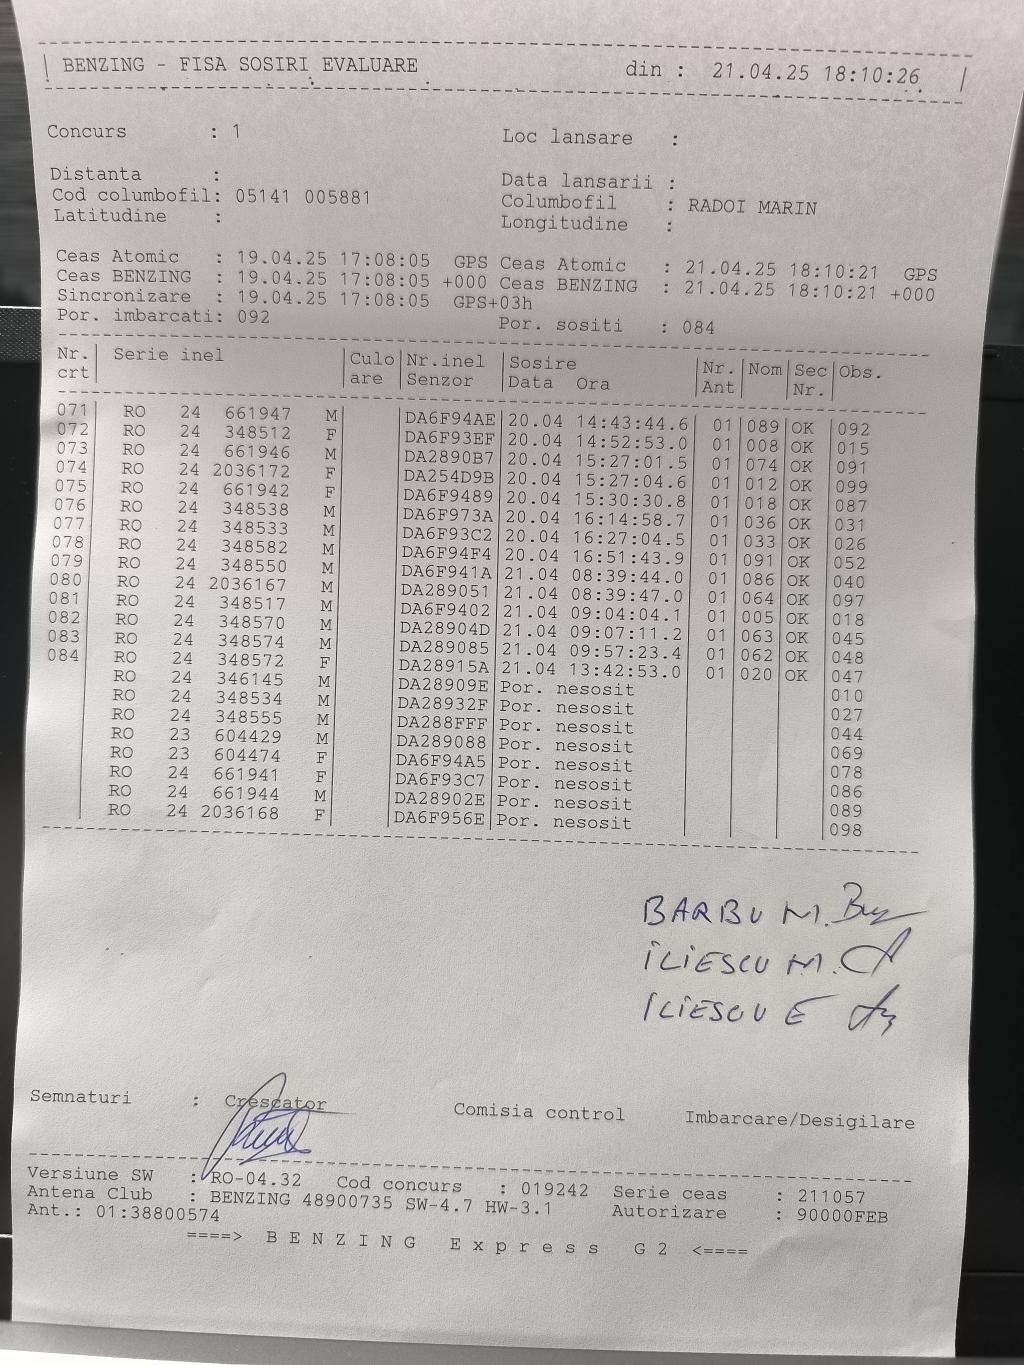 BENZING - FISA SOSIRI EVALUARE din : 21.04.25 18:10:26
Concurs : 1 Loc lansare :
Distanta : Data lansarii :
Cod columbofil: 05141 005881 Columbofil : RADOI MARIN
Latitudine : Longitudine :
Ceas Atomic : 19.04.25 17:08:05 GPS Ceas Atomic : 21.04.25 18:10:21 GPS
Ceas BENZING : 19.04.25 17:08:05 +000 Ceas BENZING : 21.04.25 18:10:21 +000
Sincronizare : 19.04.25 17:08:05 GPS+03h
Por. imbarcati: 092 Por. sositi : 084
Nr. Serie inel Culo Nr.inel Sosire Nr. Nom Sec Obs.
crt are Senzor Data Ora Ant Nr.
071 RO 24 661947 M DA6F94AE 20.04 14:43:44.6 01 089 OK 092
072 RO 24 348512 F DA6F93EF 20.04 14:52:53.0 01 008 OK 015
073 RO 24 661946 M DA2890B7 20.04 15:27:01.5 01 074 OK 091
074 RO 24 2036172 F DA254D9B 20.04 15:27:04.6 01 012 OK 099
075 RO 24 661942 F DA6F9489 20.04 15:30:30.8 01 018 OK 087
076 RO 24 348538 M DA6F973A 20.04 16:14:58.7 01 036 OK 031
077 RO 24 348533 M DA6F93C2 20.04 16:27:04.5 01 033 OK 026
078 RO 24 348582 M DA6F94F4 20.04 16:51:43.9 01 091 OK 052
079 RO 24 348550 M DA6F941A 21.04 08:39:44.0 01 086 OK 040
080 RO 24 2036167 M DA289051 21.04 08:39:47.0 01 064 OK 097
081 RO 24 348517 M DA6F9402 21.04 09:04:04.1 01 005 OK 018
082 RO 24 348570 M DA28904D 21.04 09:07:11.2 01 063 OK 045
083 RO 24 348574 M DA289085 21.04 09:57:23.4 01 062 OK 048
084 RO 24 348572 F DA28915A 21.04 13:42:53.0 01 020 OK 047
RO 24 346145 M DA28909E Por. nesosit 010
RO 24 348534 M DA28932F Por. nesosit 027
RO 24 348555 M DA288FFF Por. nesosit 044
RO 23 604429 M DA289088 Por. nesosit 069
RO 23 604474 F DA6F94A5 Por. nesosit 078
RO 24 661941 F DA6F93C7 Por. nesosit 086
RO 24 661944 M DA28902E Por. nesosit 089
RO 24 2036168 F DA6F956E Por. nesosit 098
BARBU M.
ILIESCU M.
ILIESCU E
Semnaturi : Crescator Comisia control Imbarcare/Desigilare
Versiune SW : RO-04.32 Cod concurs : 019242 Serie ceas : 211057
Antena Club : BENZING 48900735 SW-4.7 HW-3.1 Autorizare : 90000FEB
Ant.: 01:38800574
====> B E N Z I N G E x p r e s s G 2 <====